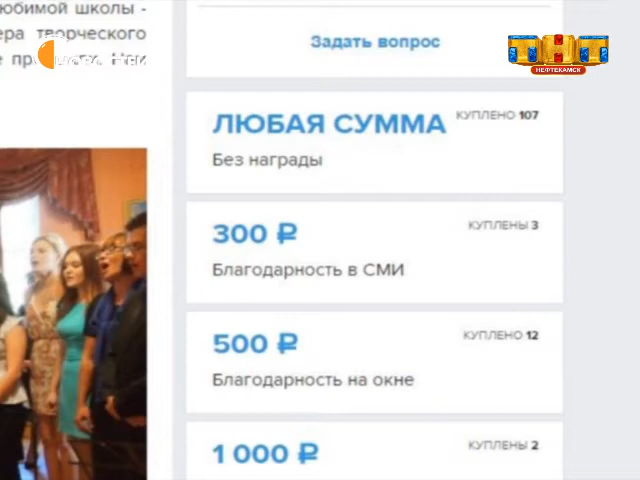 юбимой школы -
ера творческого
Задать вопрос
ТНТ
НЕФТЕКАМСК
ЛЮБАЯ СУММА
КУПЛЕНО 107
Без награды
300 ₽
КУПЛЕНЫ 3
Благодарность в СМИ
500 ₽
КУПЛЕНО 12
Благодарность на окне
1 000 ₽
КУПЛЕНЫ 2